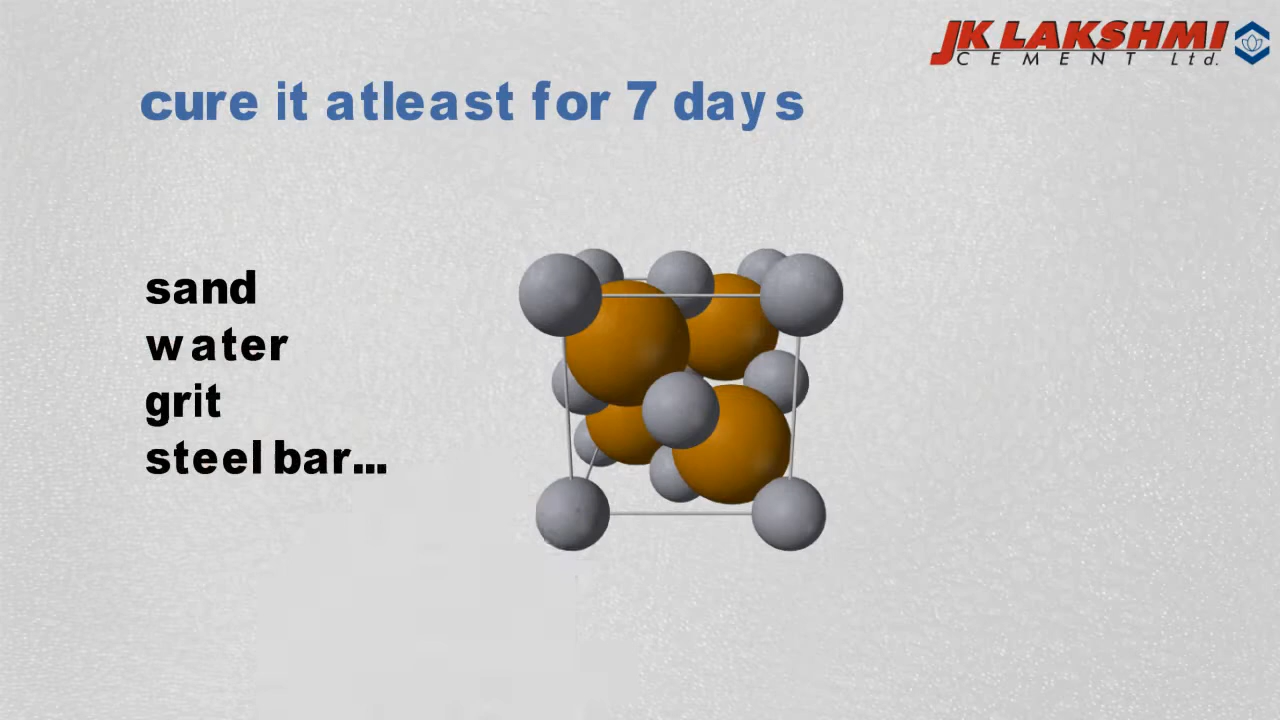 JK LAKSHMI
CEMENT Ltd.
cure it atleast for 7 days
sand
water
grit
steel bar...